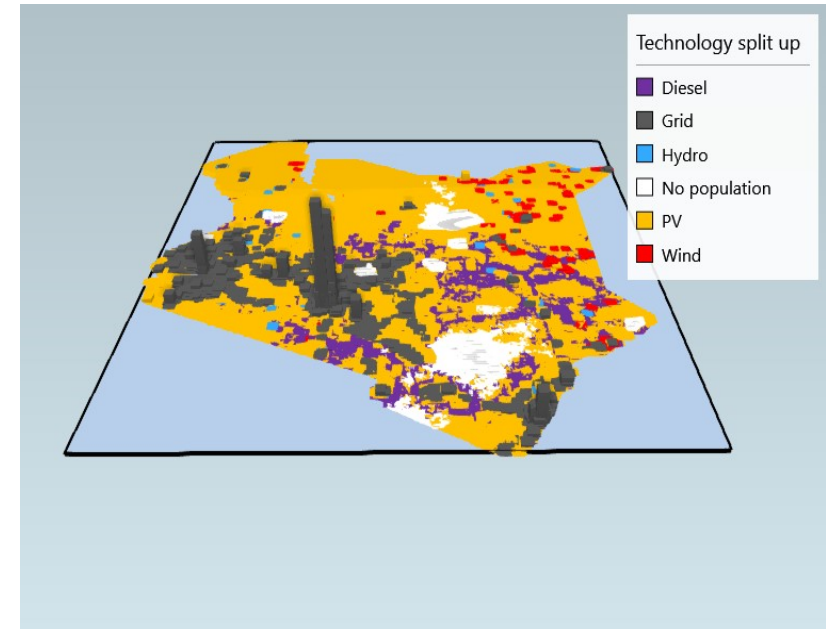 Technology split up
Diesel
Grid
Hydro
No population
PV
Wind